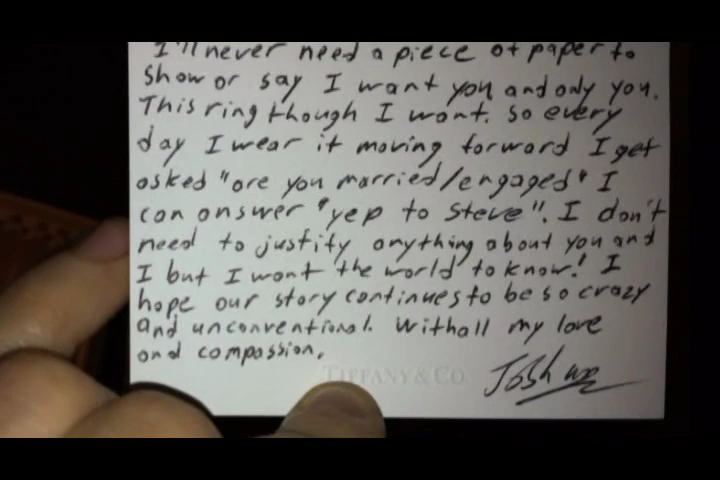 I'll never need a piece of paper to
show or say I want you and only you.
This ring though I want. So every
day I wear it moving forward I get
asked "are you married/engaged" I
can answer "yep to Steve". I don't
need to justify anything about you and
I but I want the world to know! I
hope our story continues to be so crazy
and unconventional. With all my love
and compassion,
TIFFANY & CO.
Joshua